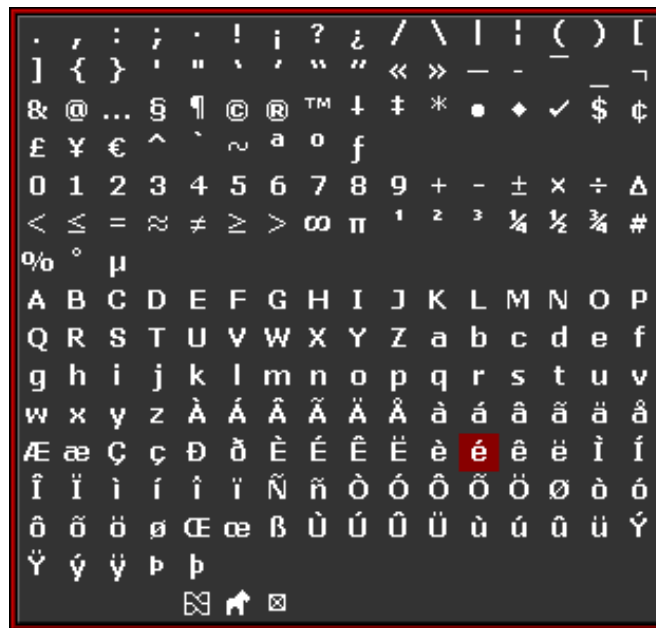 . , : ; · ! ¡ ? ¿ / \ | ¦ ( ) [
] { } ' " ‵ ′ ‵‵ ″ « » — - ¯ _ ¬
& @ … § ¶ © ® ™ † ‡ * • ◆ ✓ $ ¢
£ ¥ € ^ ` ~ ª º ƒ
0 1 2 3 4 5 6 7 8 9 + - ± × ÷ Δ
< ≤ = ≈ ≠ ≥ > ∞ π ¹ ² ³ ¼ ½ ¾ #
% ° µ
A B C D E F G H I J K L M N O P
Q R S T U V W X Y Z a b c d e f
g h i j k l m n o p q r s t u v
w x y z À Á Â Ã Ä Å à á â ã ä å
Æ æ Ç ç Ð ð È É Ê Ë è é ê ë Ì Í
Î Ï ì í î ï Ñ ñ Ò Ó Ô Õ Ö Ø ò ó
ô õ ö ø Œ œ ß Ù Ú Û Ü ù ú û ü Ý
Ÿ ý ÿ Þ þ